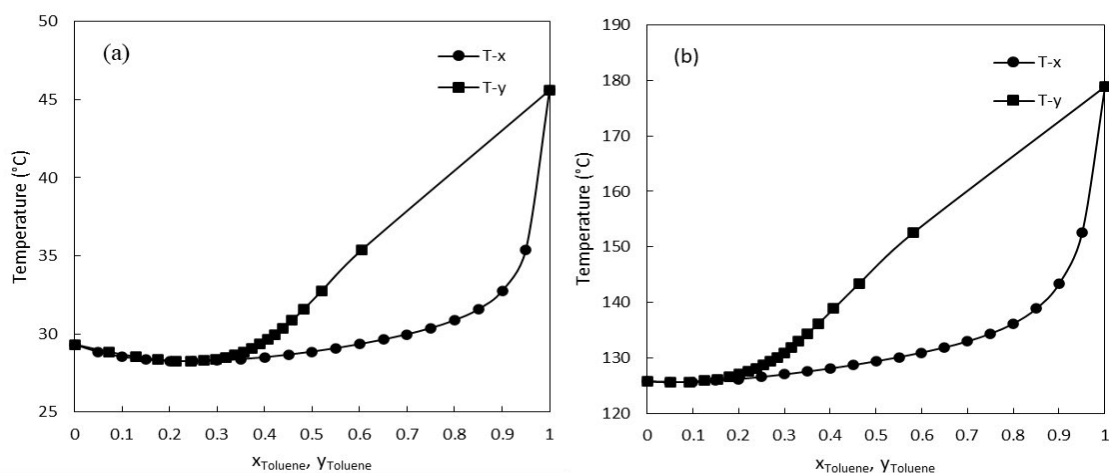 (a)
50
45
40
35
30
25
Temperature (°C)
T-x
T-y
0 0.1 0.2 0.3 0.4 0.5 0.6 0.7 0.8 0.9 1
xToluene, yToluene
(b)
190
180
170
160
150
140
130
120
Temperature (°C)
T-x
T-y
0 0.1 0.2 0.3 0.4 0.5 0.6 0.7 0.8 0.9 1
xToluene, yToluene